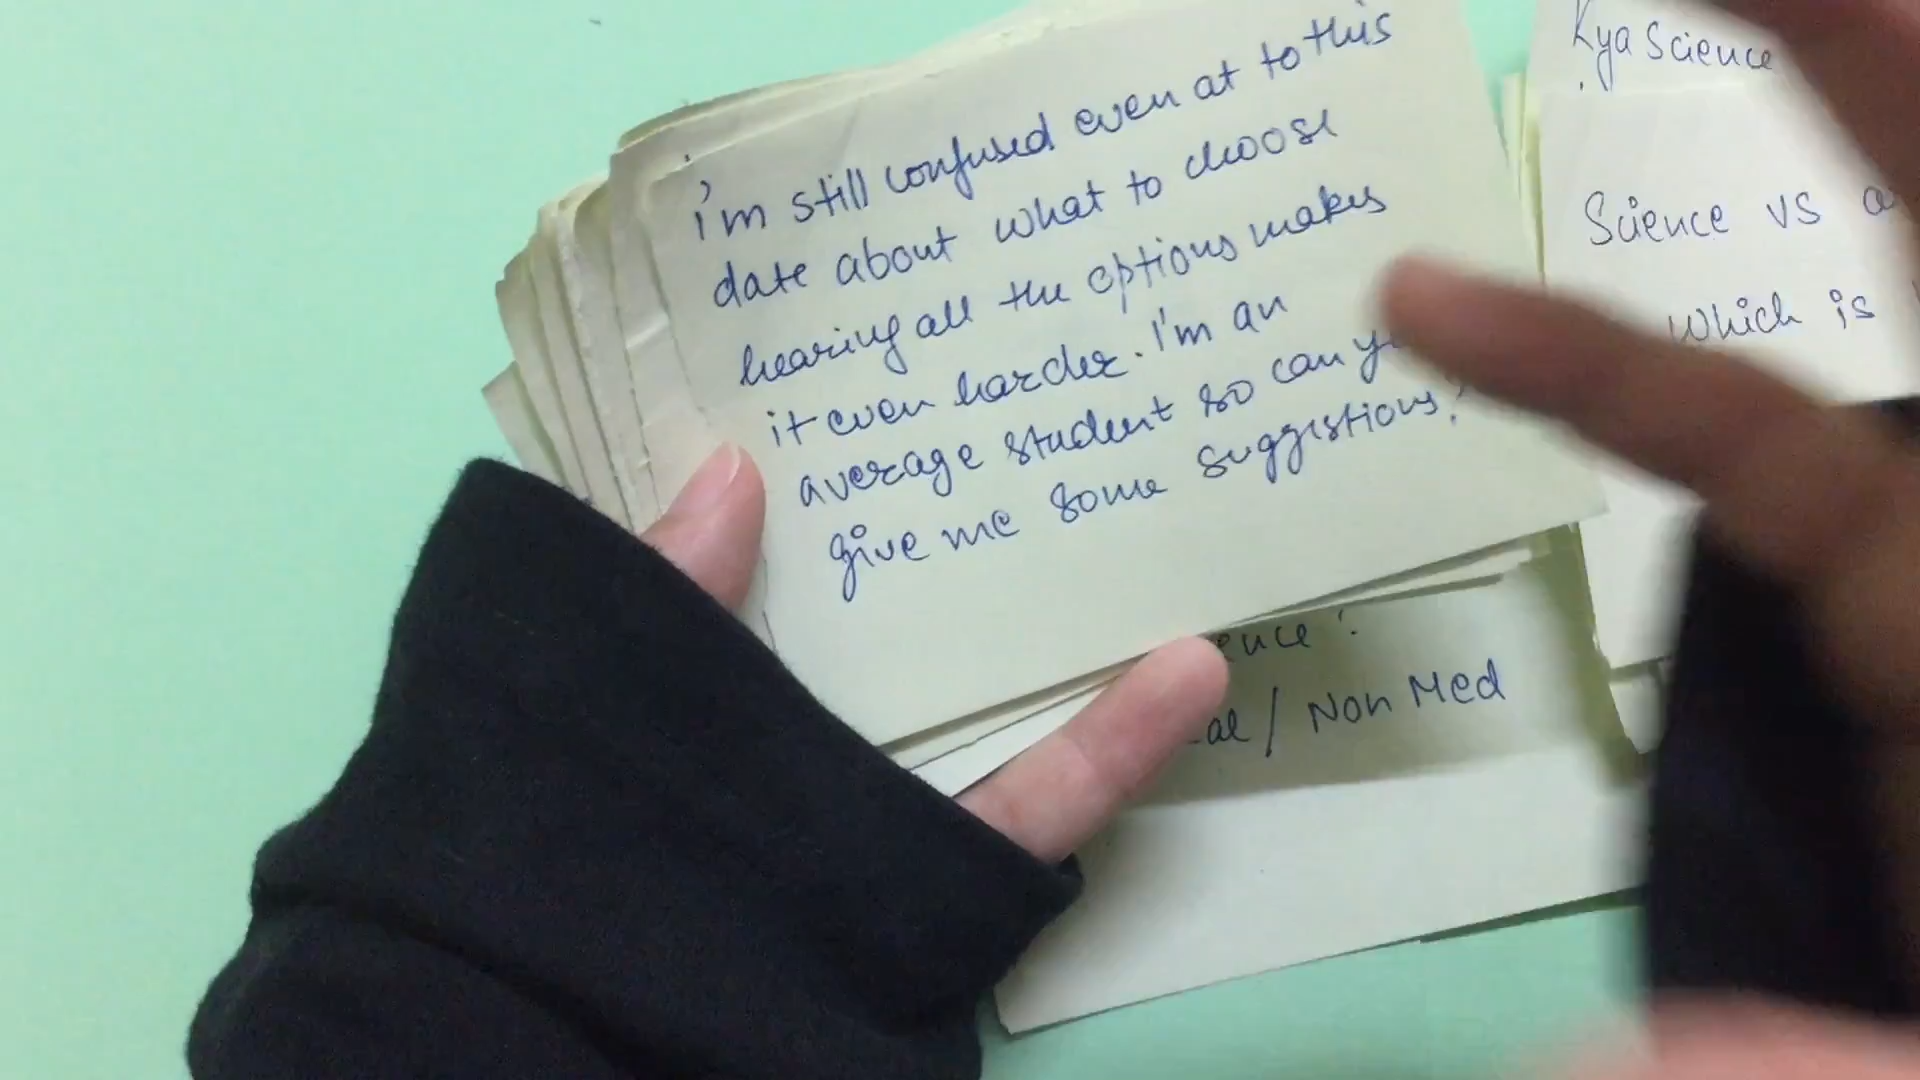 i'm still confused even at to this
date about what to choose
hearing all the options makes
it even harder. I'm an
average student so can
give me some suggestions?
Kya Science
Science vs
Which is
/ Non Med